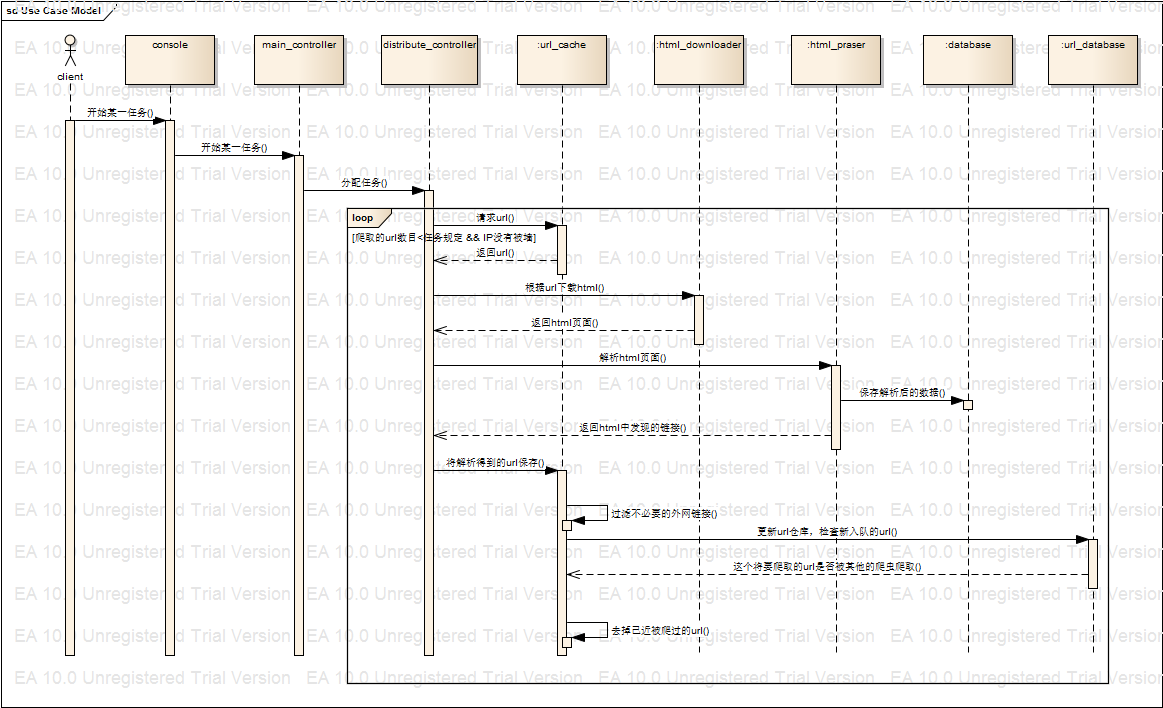 sd Use Case Model
client
console
main_controller
distribute_controller
:url_cache
:html_downloader
:html_praser
:database
:url_database
开始某一任务()
开始某一任务()
分配任务()
loop
请求url()
[爬取的url数目<任务规定 && IP没有被墙]
返回url()
根据url下载html()
返回html页面()
解析html页面()
保存解析后的数据()
返回html中发现的链接()
将解析得到的url保存()
过滤不必要的外网链接()
更新url仓库，检查新入队的url()
这个将要爬取的url是否被其他的爬虫爬取()
去掉已近被爬过的url()
EA 10.0 Unregistered Trial Version